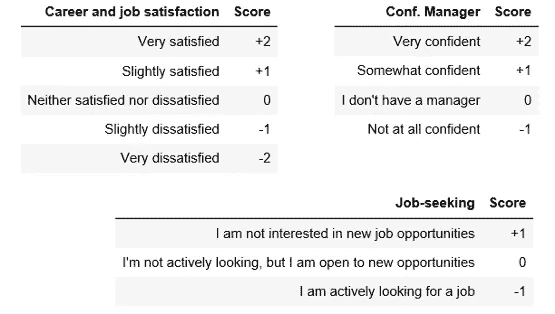 Career and job satisfaction Score
Very satisfied +2
Slightly satisfied +1
Neither satisfied nor dissatisfied 0
Slightly dissatisfied -1
Very dissatisfied -2
Conf. Manager Score
Very confident +2
Somewhat confident +1
I don't have a manager 0
Not at all confident -1
Job-seeking Score
I am not interested in new job opportunities +1
I'm not actively looking, but I am open to new opportunities 0
I am actively looking for a job -1